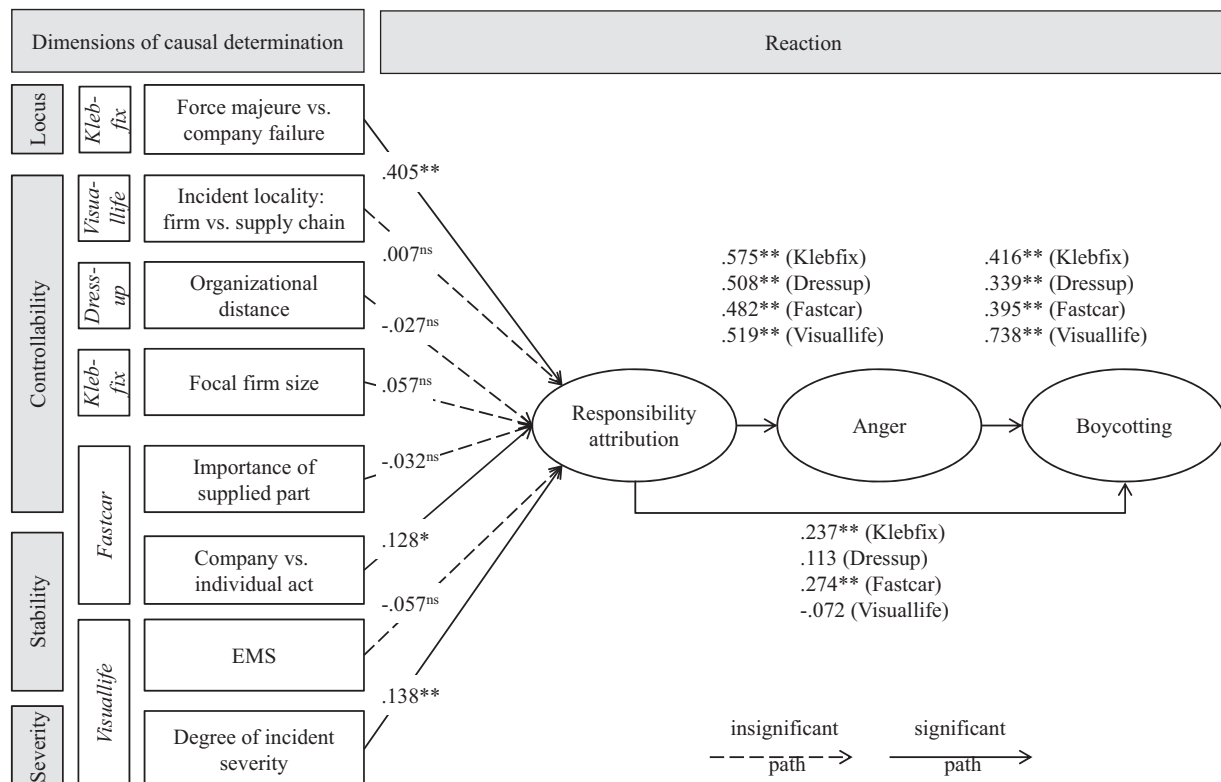 Dimensions of causal determination
Reaction
Locus
Kleb-
fix
Force majeure vs.
company failure
.405**
Controllability
Visua-
llife
Incident locality:
firm vs. supply chain
.007ns
Dress-
up
Organizational
distance
-.027ns
Kleb-
fix
Focal firm size
.057ns
Fastcar
Importance of
supplied part
-.032ns
Stability
Company vs.
individual act
.128*
Visuallife
EMS
-.057ns
Severity
Degree of incident
severity
.138**
Responsibility
attribution
.575** (Klebfix)
.508** (Dressup)
.482** (Fastcar)
.519** (Visuallife)
Anger
.416** (Klebfix)
.339** (Dressup)
.395** (Fastcar)
.738** (Visuallife)
Boycotting
.237** (Klebfix)
.113 (Dressup)
.274** (Fastcar)
-.072 (Visuallife)
insignificant
path
significant
path